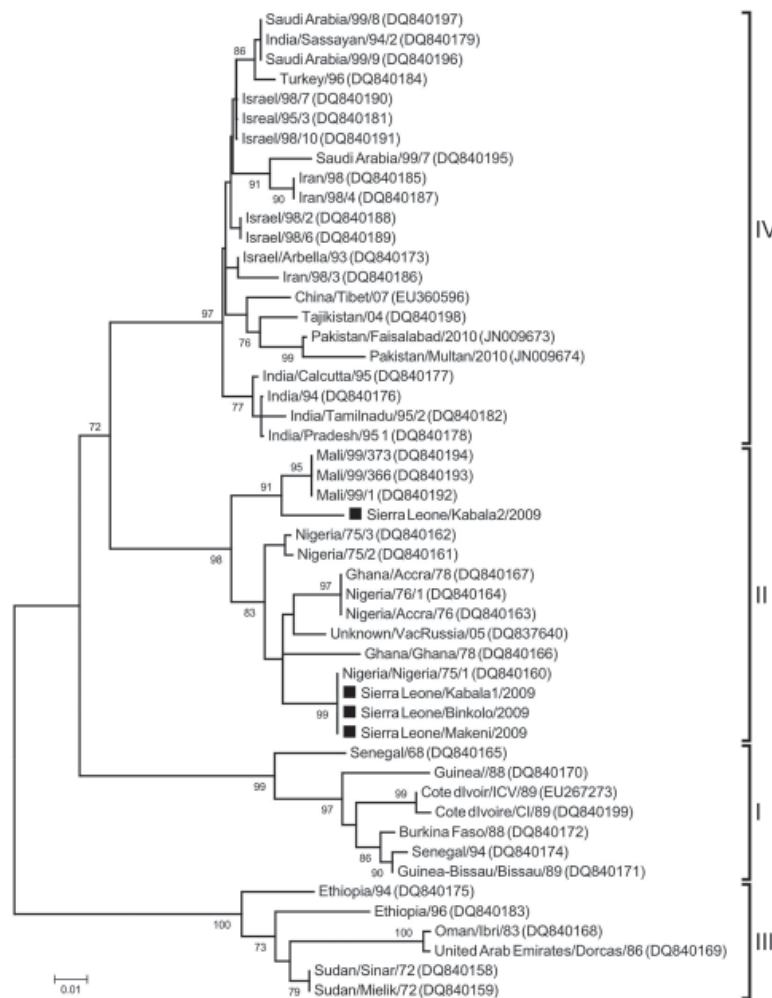 Saudi Arabia/99/8 (DQ840197)
India/Sassayan/94/2 (DQ840179)
86
Saudi Arabia/99/9 (DQ840196)
Turkey/96 (DQ840184)
Israel/98/7 (DQ840190)
Isreal/95/3 (DQ840181)
Israel/98/10 (DQ840191)
Saudi Arabia/99/7 (DQ840195)
91
Iran/98 (DQ840185)
90
Iran/98/4 (DQ840187)
Israel/98/2 (DQ840188)
IV
Israel/98/6 (DQ840189)
Israel/Arbella/93 (DQ840173)
Iran/98/3 (DQ840186)
China/Tibet/07 (EU360596)
97
Tajikistan/04 (DQ840198)
76
Pakistan/Faisalabad/2010 (JN009673)
99
Pakistan/Multan/2010 (JN009674)
India/Calcutta/95 (DQ840177)
77
India/94 (DQ840176)
India/Tamilnadu/95/2 (DQ840182)
72
India/Pradesh/95 1 (DQ840178)
Mali/99/373 (DQ840194)
95
Mali/99/366 (DQ840193)
91
Mali/99/1 (DQ840192)
■ Sierra Leone/Kabala2/2009
Nigeria/75/3 (DQ840162)
98
Nigeria/75/2 (DQ840161)
Ghana/Accra/78 (DQ840167)
97
Nigeria/76/1 (DQ840164)
II
83
Nigeria/Accra/76 (DQ840163)
Unknown/VacRussia/05 (DQ837640)
Ghana/Ghana/78 (DQ840166)
Nigeria/Nigeria/75/1 (DQ840160)
■ Sierra Leone/Kabala1/2009
99
■ Sierra Leone/Binkolo/2009
■ Sierra Leone/Makeni/2009
Senegal/68 (DQ840165)
99
Guinea//88 (DQ840170)
99
Cote dIvoir/ICV/89 (EU267273)
97
Cote dIvoire/CI/89 (DQ840199)
I
Burkina Faso/88 (DQ840172)
86
Senegal/94 (DQ840174)
90
Guinea-Bissau/Bissau/89 (DQ840171)
Ethiopia/94 (DQ840175)
100
Ethiopia/96 (DQ840183)
100
Oman/Ibri/83 (DQ840168)
73
United Arab Emirates/Dorcas/86 (DQ840169)
III
Sudan/Sinar/72 (DQ840158)
79
Sudan/Mielik/72 (DQ840159)
0.01